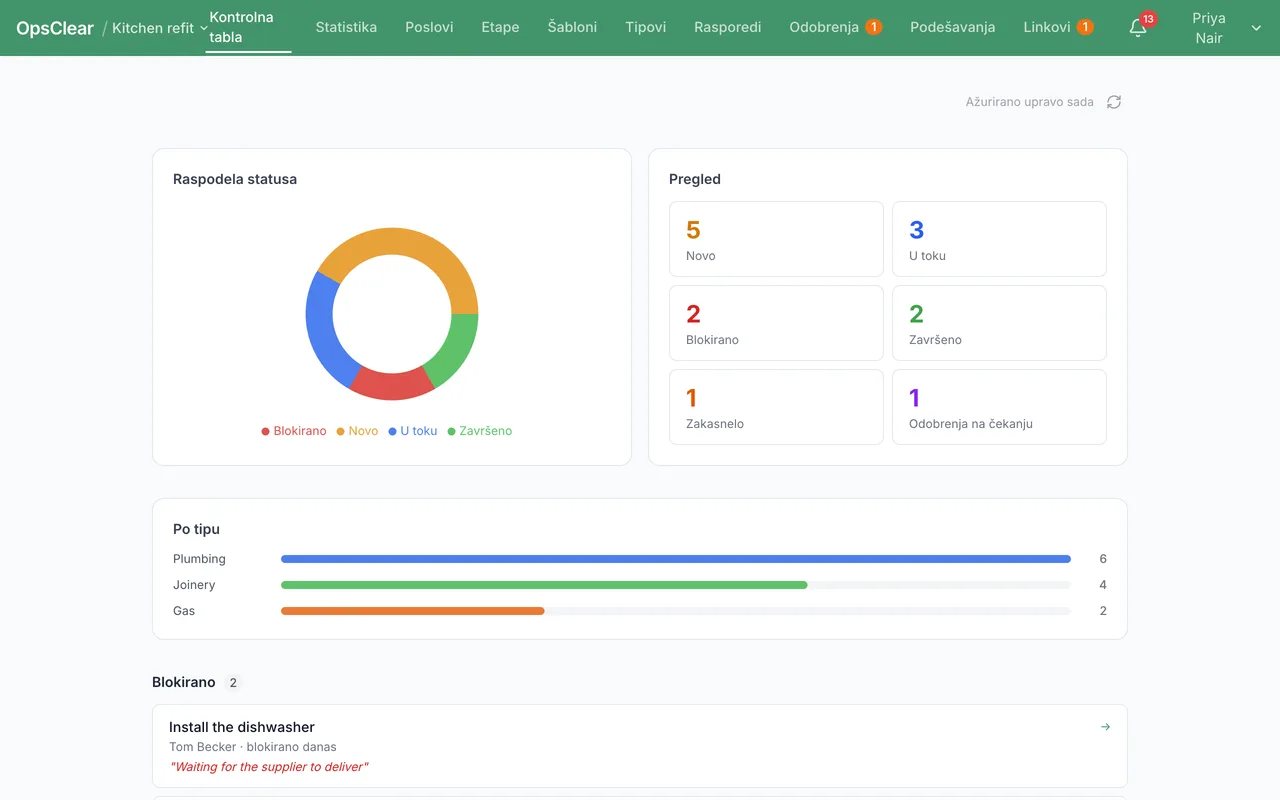 OpsClear / Kitchen refit
Kontrolna
tabla
Statistika
Poslovi
Etape
Šabloni
Tipovi
Rasporedi
Odobrenja 1
Podešavanja
Linkovi 1
13
Priya
Nair
Ažurirano upravo sada
Raspodela statusa
Blokirano
Novo
U toku
Završeno
Pregled
5
Novo
3
U toku
2
Blokirano
2
Završeno
1
Zakasnelo
1
Odobrenja na čekanju
Po tipu
Plumbing 6
Joinery 4
Gas 2
Blokirano 2
Install the dishwasher
Tom Becker · blokirano danas
"Waiting for the supplier to deliver"